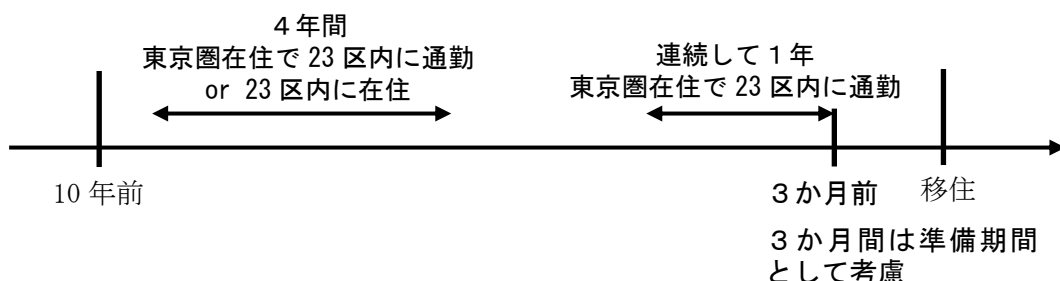 ４年間
東京圏在住で 23 区内に通勤
or 23 区内に在住
連続して１年
東京圏在住で 23 区内に通勤
10 年前
３か月前
移住
３か月間は準備期間
として考慮